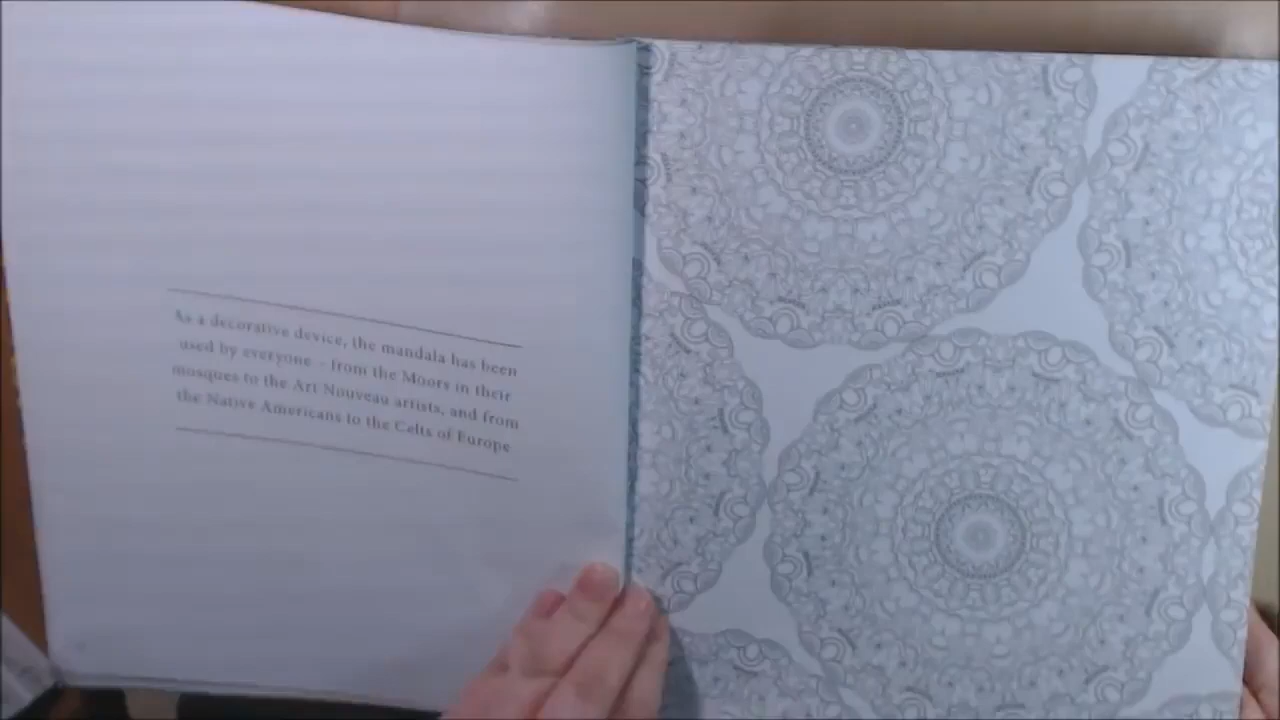 As a decorative device, the mandala has been
used by everyone – from the Moors in their
mosques to the Art Nouveau artists, and from
the Native Americans to the Celts of Europe